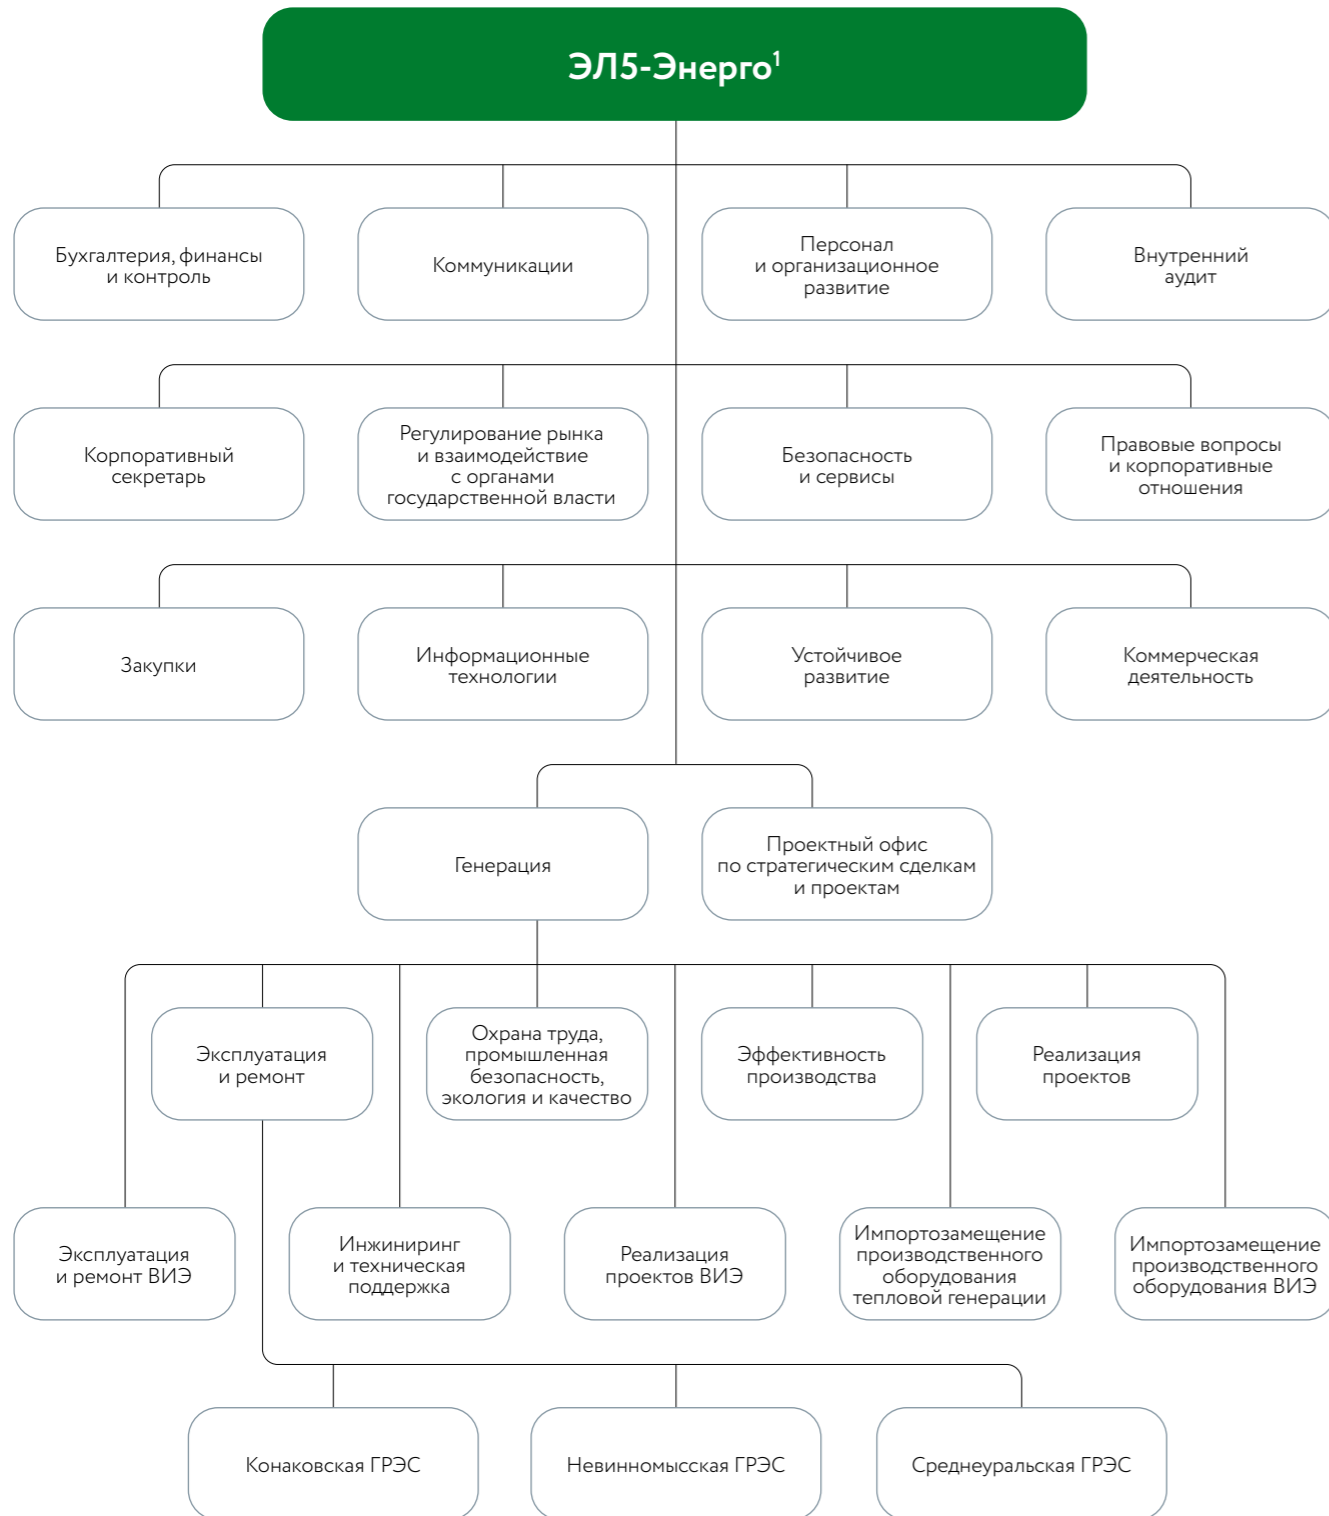 ЭЛ5-Энерго¹
Бухгалтерия, финансы
и контроль
Коммуникации
Персонал
и организационное
развитие
Внутренний
аудит
Корпоративный
секретарь
Регулирование рынка
и взаимодействие
с органами
государственной власти
Безопасность
и сервисы
Правовые вопросы
и корпоративные
отношения
Закупки
Информационные
технологии
Устойчивое
развитие
Коммерческая
деятельность
Генерация
Проектный офис
по стратегическим сделкам
и проектам
Эксплуатация
и ремонт
Охрана труда,
промышленная
безопасность,
экология и качество
Эффективность
производства
Реализация
проектов
Эксплуатация
и ремонт ВИЭ
Инжиниринг
и техническая
поддержка
Реализация
проектов ВИЭ
Импортозамещение
производственного
оборудования
тепловой генерации
Импортозамещение
производственного
оборудования ВИЭ
Конаковская ГРЭС
Невинномысская ГРЭС
Среднеуральская ГРЭС